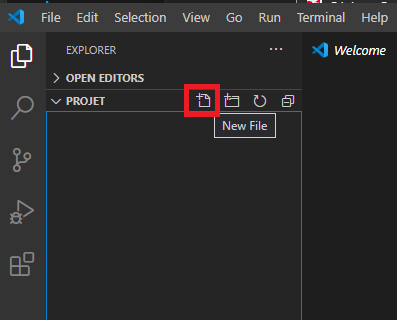 File Edit Selection View Go Run Terminal Help
EXPLORER
Welcome
OPEN EDITORS
PROJET
New File